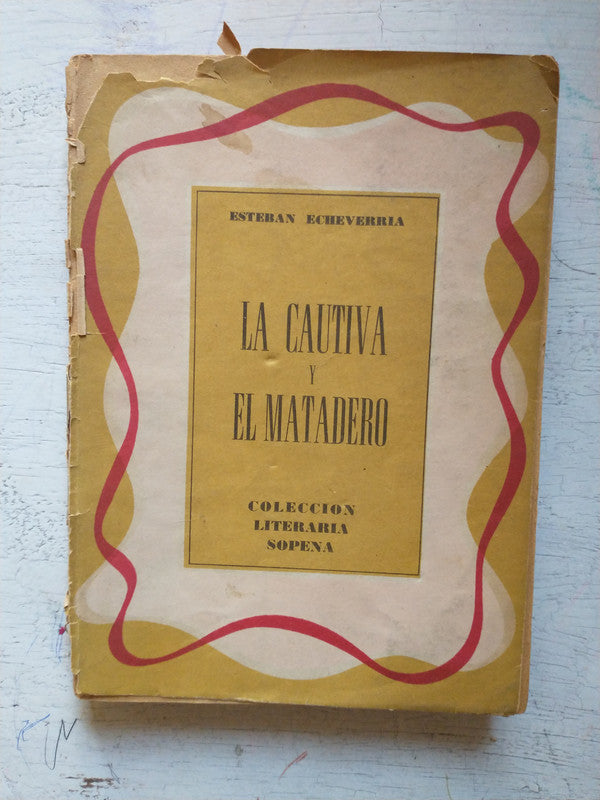 ESTEBAN ECHEVERRIA
LA CAUTIVA
Y
EL MATADERO
COLECCION
LITERARIA
SOPENA